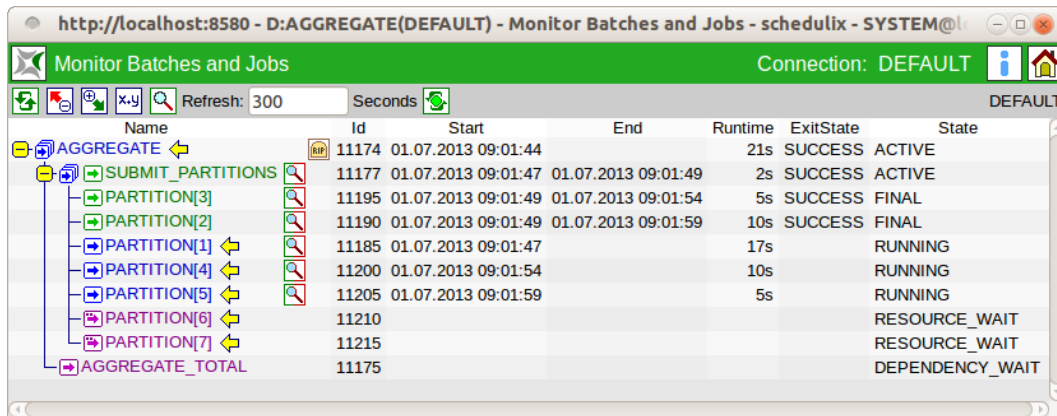 http://localhost:8580 - D:AGGREGATE(DEFAULT) - Monitor Batches and Jobs - schedulix - SYSTEM@l
Monitor Batches and Jobs Connection: DEFAULT
x+y Refresh: 300 Seconds DEFAULT
Name Id Start End Runtime ExitState State
AGGREGATE RIP 11174 01.07.2013 09:01:44 21s SUCCESS ACTIVE
SUBMIT_PARTITIONS 11177 01.07.2013 09:01:47 01.07.2013 09:01:49 2s SUCCESS ACTIVE
PARTITION[3] 11195 01.07.2013 09:01:49 01.07.2013 09:01:54 5s SUCCESS FINAL
PARTITION[2] 11190 01.07.2013 09:01:49 01.07.2013 09:01:59 10s SUCCESS FINAL
PARTITION[1] 11185 01.07.2013 09:01:47 17s RUNNING
PARTITION[4] 11200 01.07.2013 09:01:54 10s RUNNING
PARTITION[5] 11205 01.07.2013 09:01:59 5s RUNNING
PARTITION[6] 11210 RESOURCE_WAIT
PARTITION[7] 11215 RESOURCE_WAIT
AGGREGATE_TOTAL 11175 DEPENDENCY_WAIT